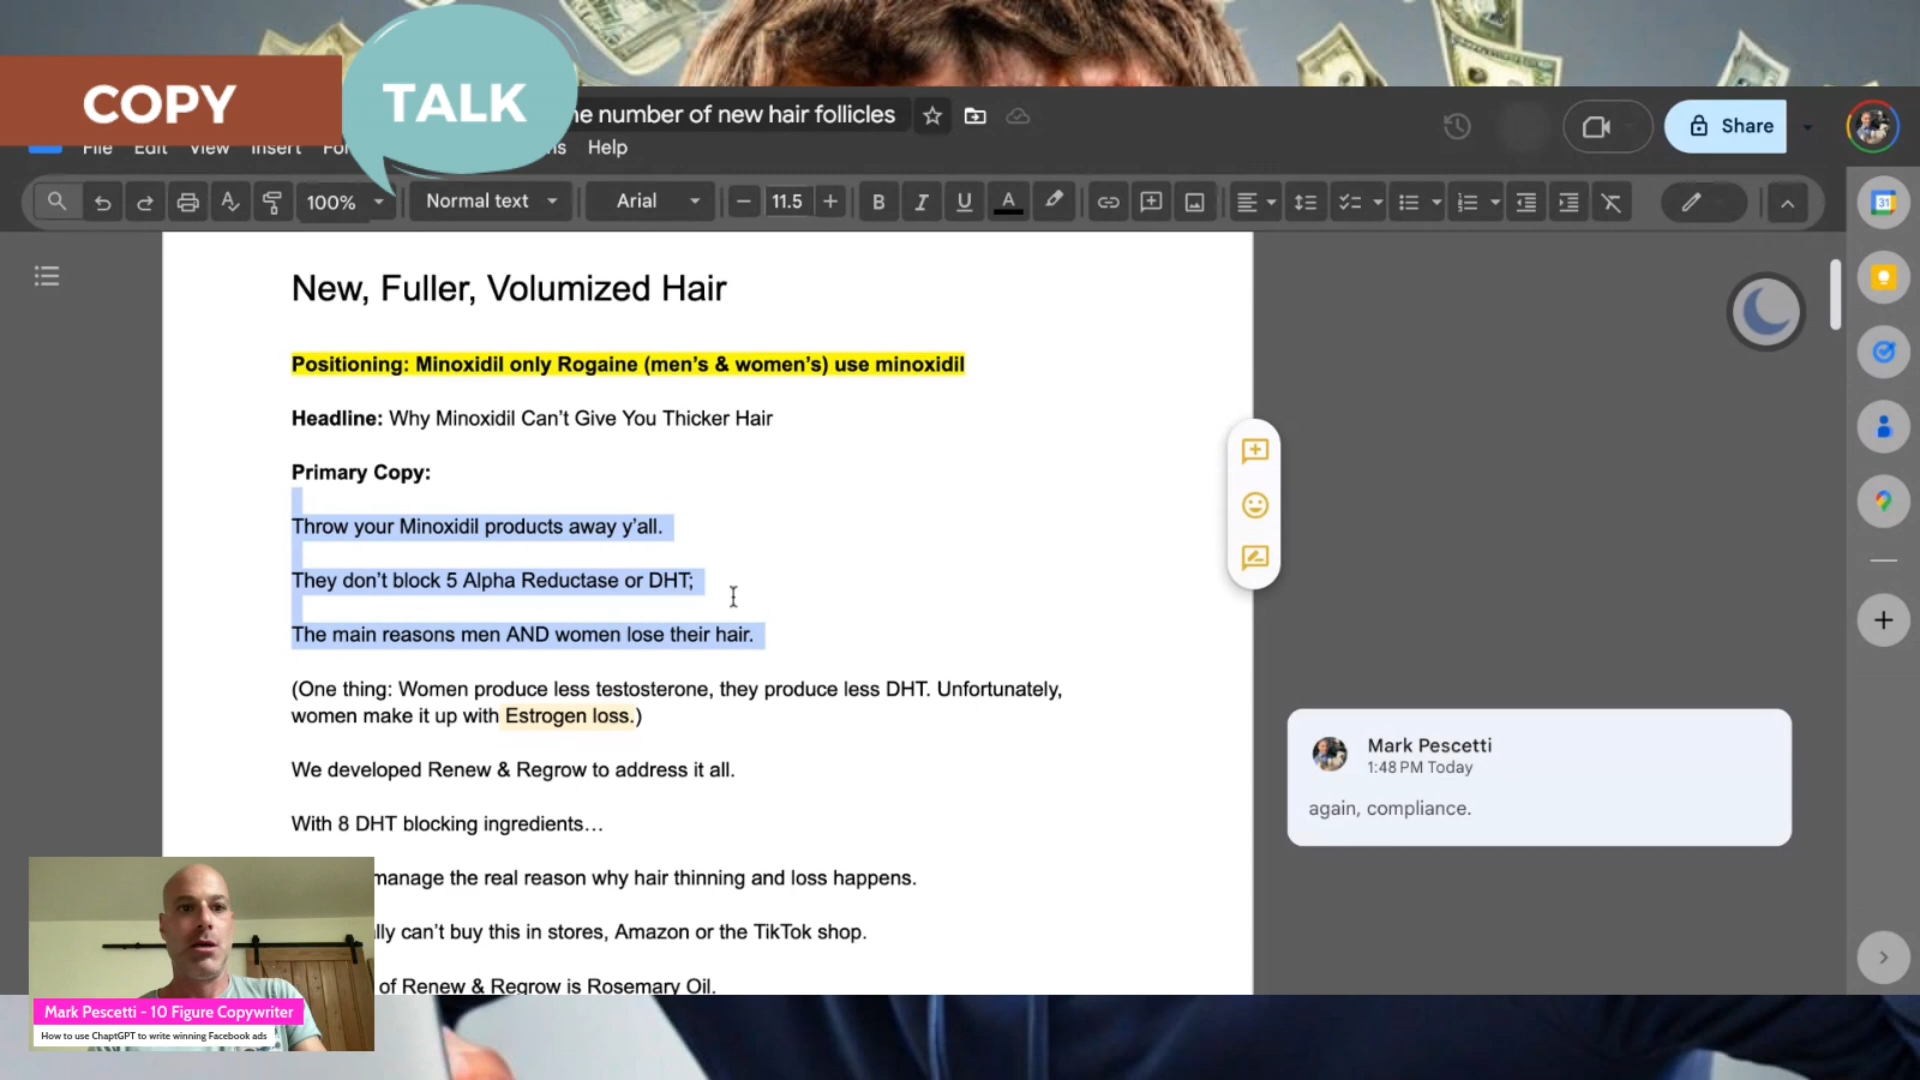 COPY
TALK
he number of new hair follicles
Share
File Edit View Insert For ns Help
100%
Normal text
Arial
11.5
31
New, Fuller, Volumized Hair
Positioning: Minoxidil only Rogaine (men's & women's) use minoxidil
Headline: Why Minoxidil Can't Give You Thicker Hair
Primary Copy:
Throw your Minoxidil products away y'all.
They don't block 5 Alpha Reductase or DHT;
The main reasons men AND women lose their hair.
(One thing: Women produce less testosterone, they produce less DHT. Unfortunately,
women make it up with Estrogen loss.)
We developed Renew & Regrow to address it all.
With 8 DHT blocking ingredients…
manage the real reason why hair thinning and loss happens.
lly can't buy this in stores, Amazon or the TikTok shop.
of Renew & Regrow is Rosemary Oil.
Mark Pescetti
1:48 PM Today
again, compliance.
Mark Pescetti - 10 Figure Copywriter
How to use ChaptGPT to write winning Facebook ads